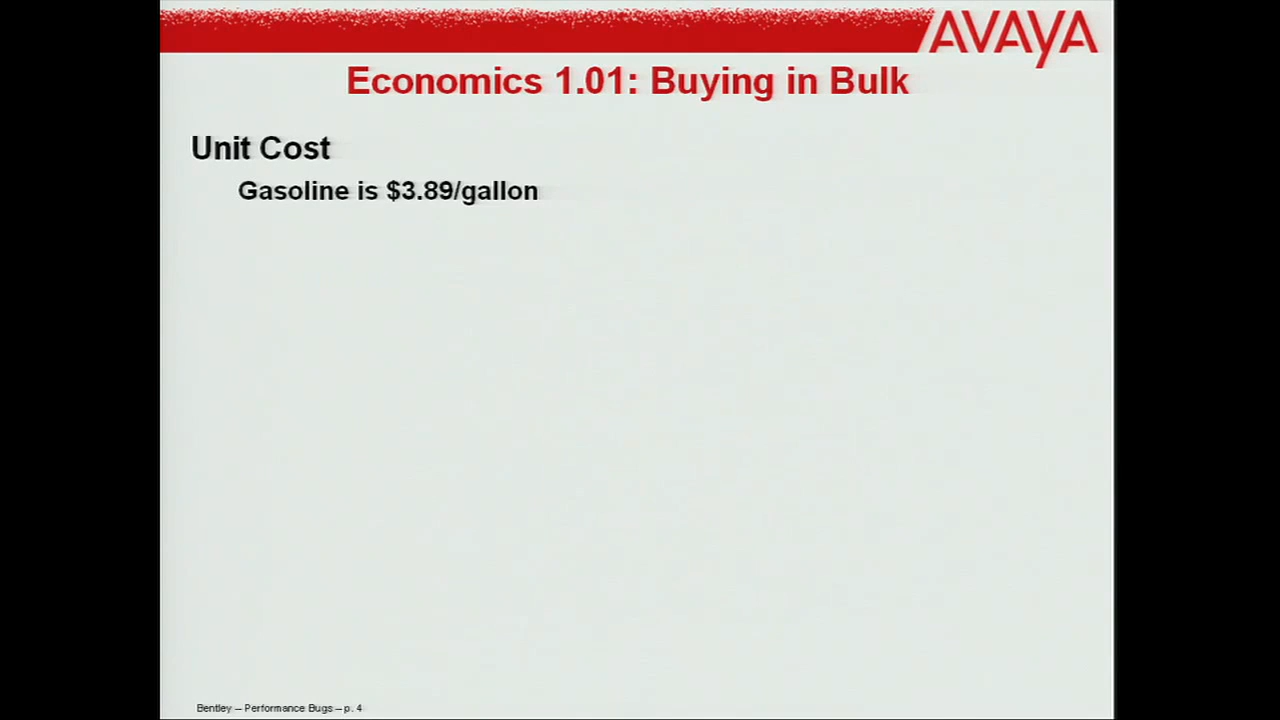 AVAYA
Economics 1.01: Buying in Bulk
Unit Cost
Gasoline is $3.89/gallon
Bentley – Performance Bugs – p. 4